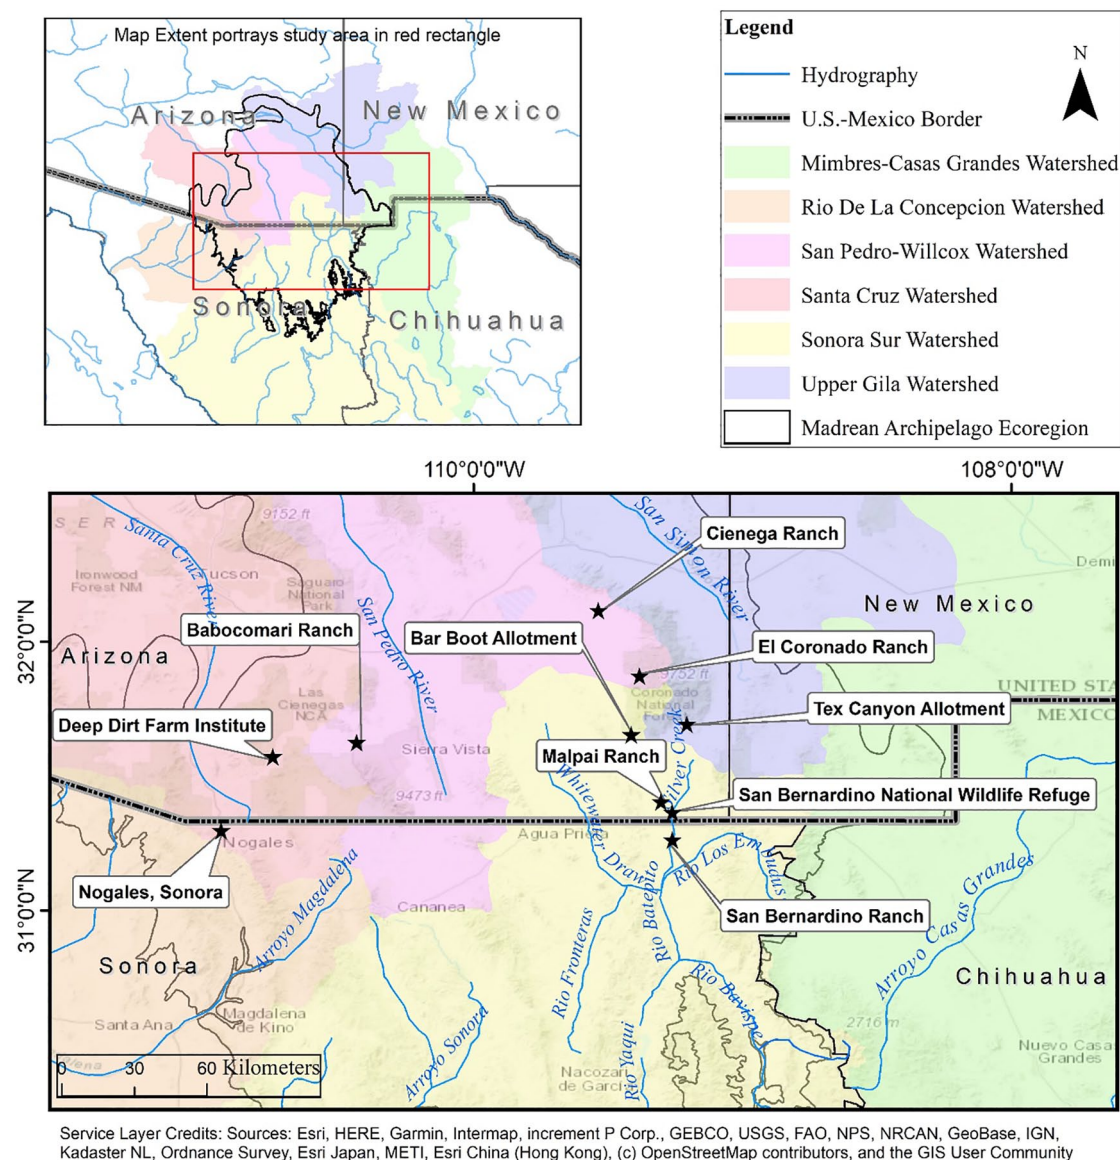 Map Extent portrays study area in red rectangle
Arizona
New Mexico
Sonora
Chihuahua
Legend
N
Hydrography
U.S.-Mexico Border
Mimbres-Casas Grandes Watershed
Rio De La Concepcion Watershed
San Pedro-Willcox Watershed
Santa Cruz Watershed
Sonora Sur Watershed
Upper Gila Watershed
Madrean Archipelago Ecoregion
110°0'0"W
108°0'0"W
32°0'0"N
31°0'0"N
9152 ft
Santa Cruz River
Ironwood
Forest NM
Tucson
Saguaro
National
Park
San Pedro River
San Simon River
Cienega Ranch
New Mexico
Babocomari Ranch
Bar Boot Allotment
El Coronado Ranch
Arizona
9752 ft
Coronado
National
UNITED STA
MEXICO
Las
Cienegas
NCA
Tex Canyon Allotment
Deep Dirt Farm Institute
Sierra Vista
Malpai Ranch
Silver Creek
San Bernardino National Wildlife Refuge
9473 ft
Whitewater Draw
Agua Prieta
Nogales
Nogales, Sonora
Arroyo Magdalena
Rio Batepito
San Bernardino Ranch
Cananea
Arroyo Casas Grandes
Sonora
Rio Fronteras
Rio Bavispe
Chihuahua
Santa Ana
Magdalena
de Kino
Arroyo Sonora
Rio Yaqui
2716 m
Nuevo Casas
Grandes
Nacozari
de García
0 30 60 Kilometers
Service Layer Credits: Sources: Esri, HERE, Garmin, Intermap, increment P Corp., GEBCO, USGS, FAO, NPS, NRCAN, GeoBase, IGN,
Kadaster NL, Ordnance Survey, Esri Japan, METI, Esri China (Hong Kong), (c) OpenStreetMap contributors, and the GIS User Community